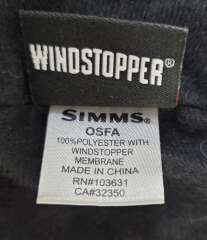 WINDSTOPPER®
SIMMS®
OSFA
100%POLYESTER WITH
WINDSTOPPER
MEMBRANE
MADE IN CHINA
RN#103631
CA#32350